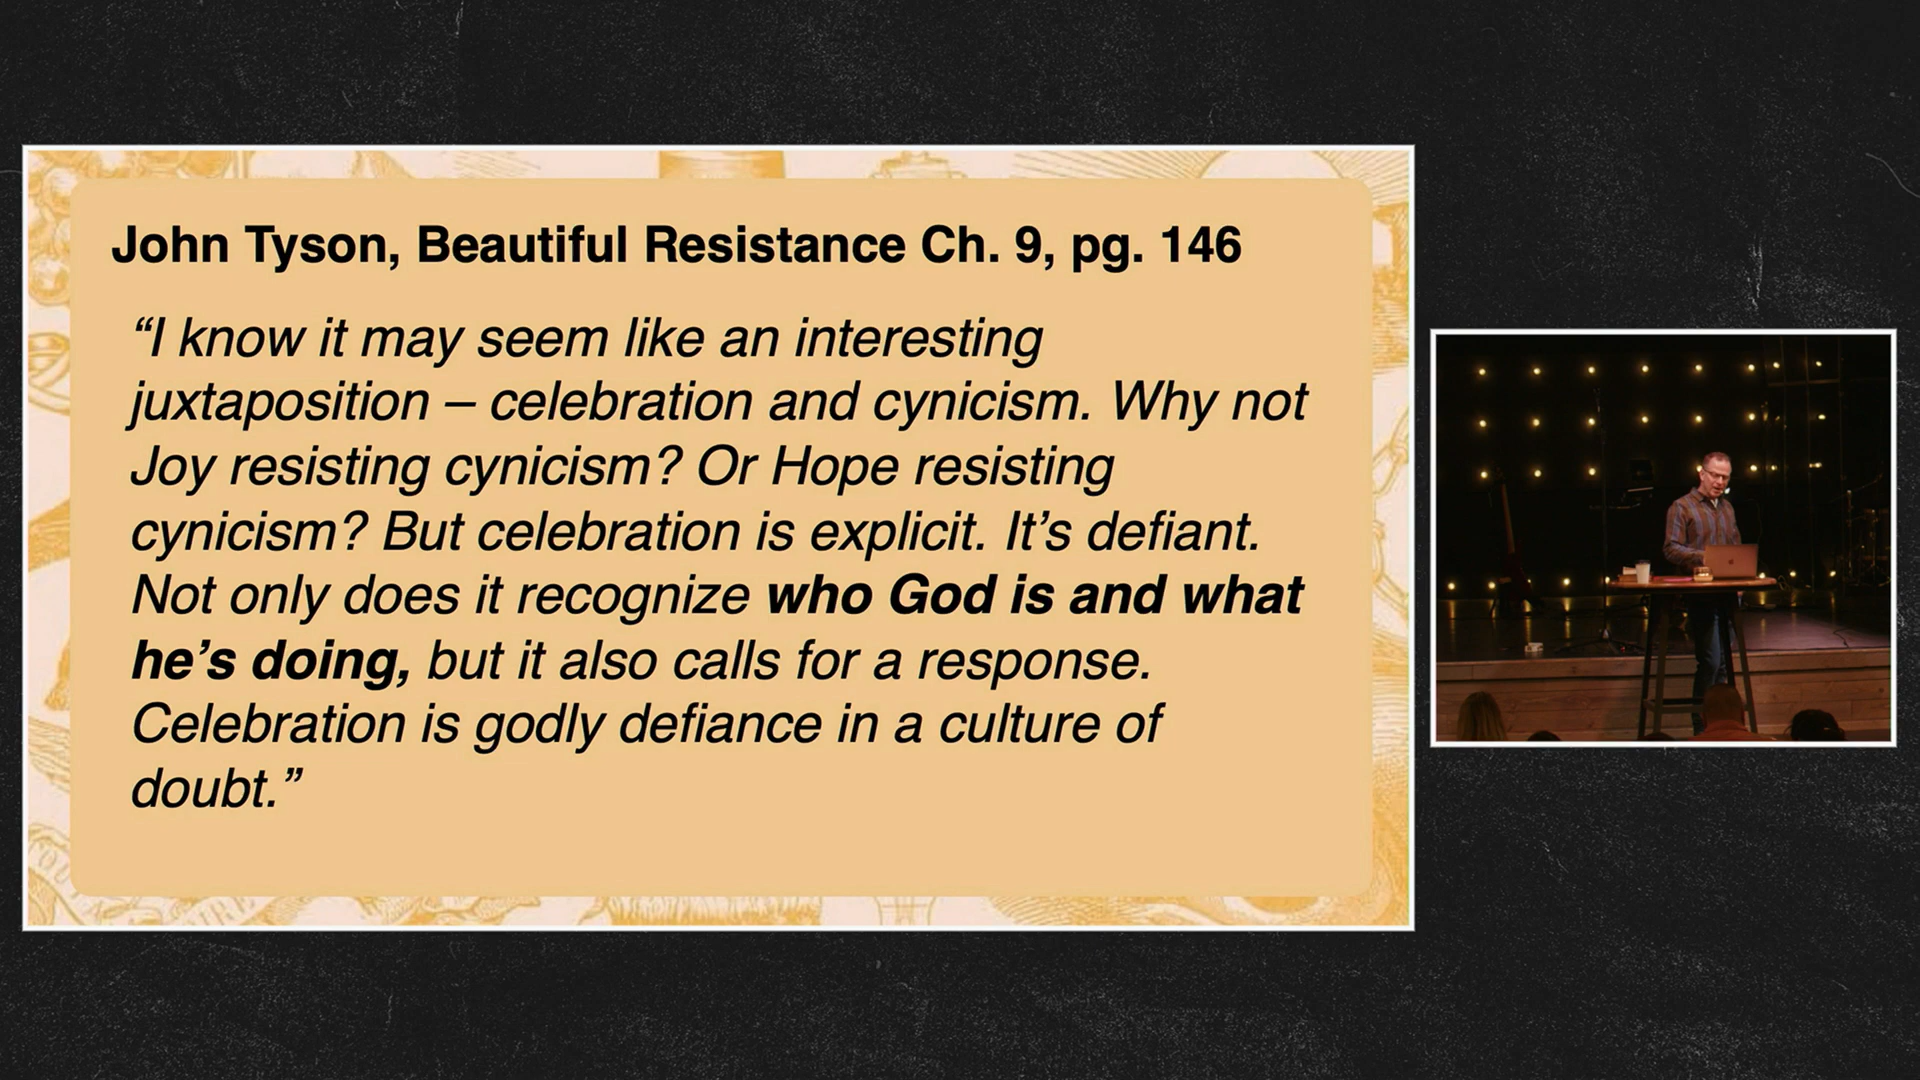 John Tyson, Beautiful Resistance Ch. 9, pg. 146
“I know it may seem like an interesting
juxtaposition – celebration and cynicism. Why not
Joy resisting cynicism? Or Hope resisting
cynicism? But celebration is explicit. It’s defiant.
Not only does it recognize who God is and what
he’s doing, but it also calls for a response.
Celebration is godly defiance in a culture of
doubt.”